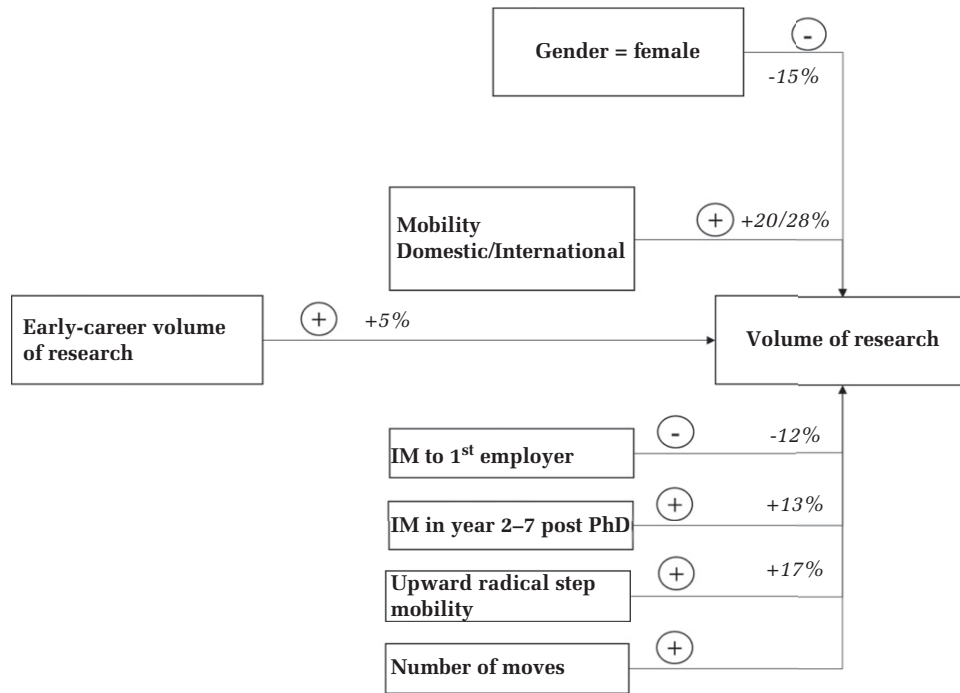 Gender = female
-
-15%
Mobility
Domestic/International
+
+20/28%
Early-career volume
of research
+
+5%
Volume of research
IM to 1st employer
-
-12%
IM in year 2–7 post PhD
+
+13%
Upward radical step
mobility
+
+17%
Number of moves
+